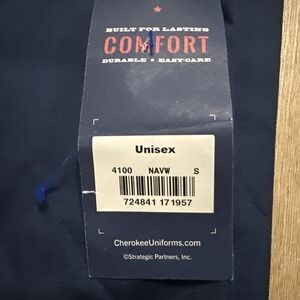 BUILT FOR LASTING
COMFORT
DURABLE • EASY-CARE
Unisex
4100 NAVW S
724841 171957
CherokeeUniforms.com
©Strategic Partners, Inc.